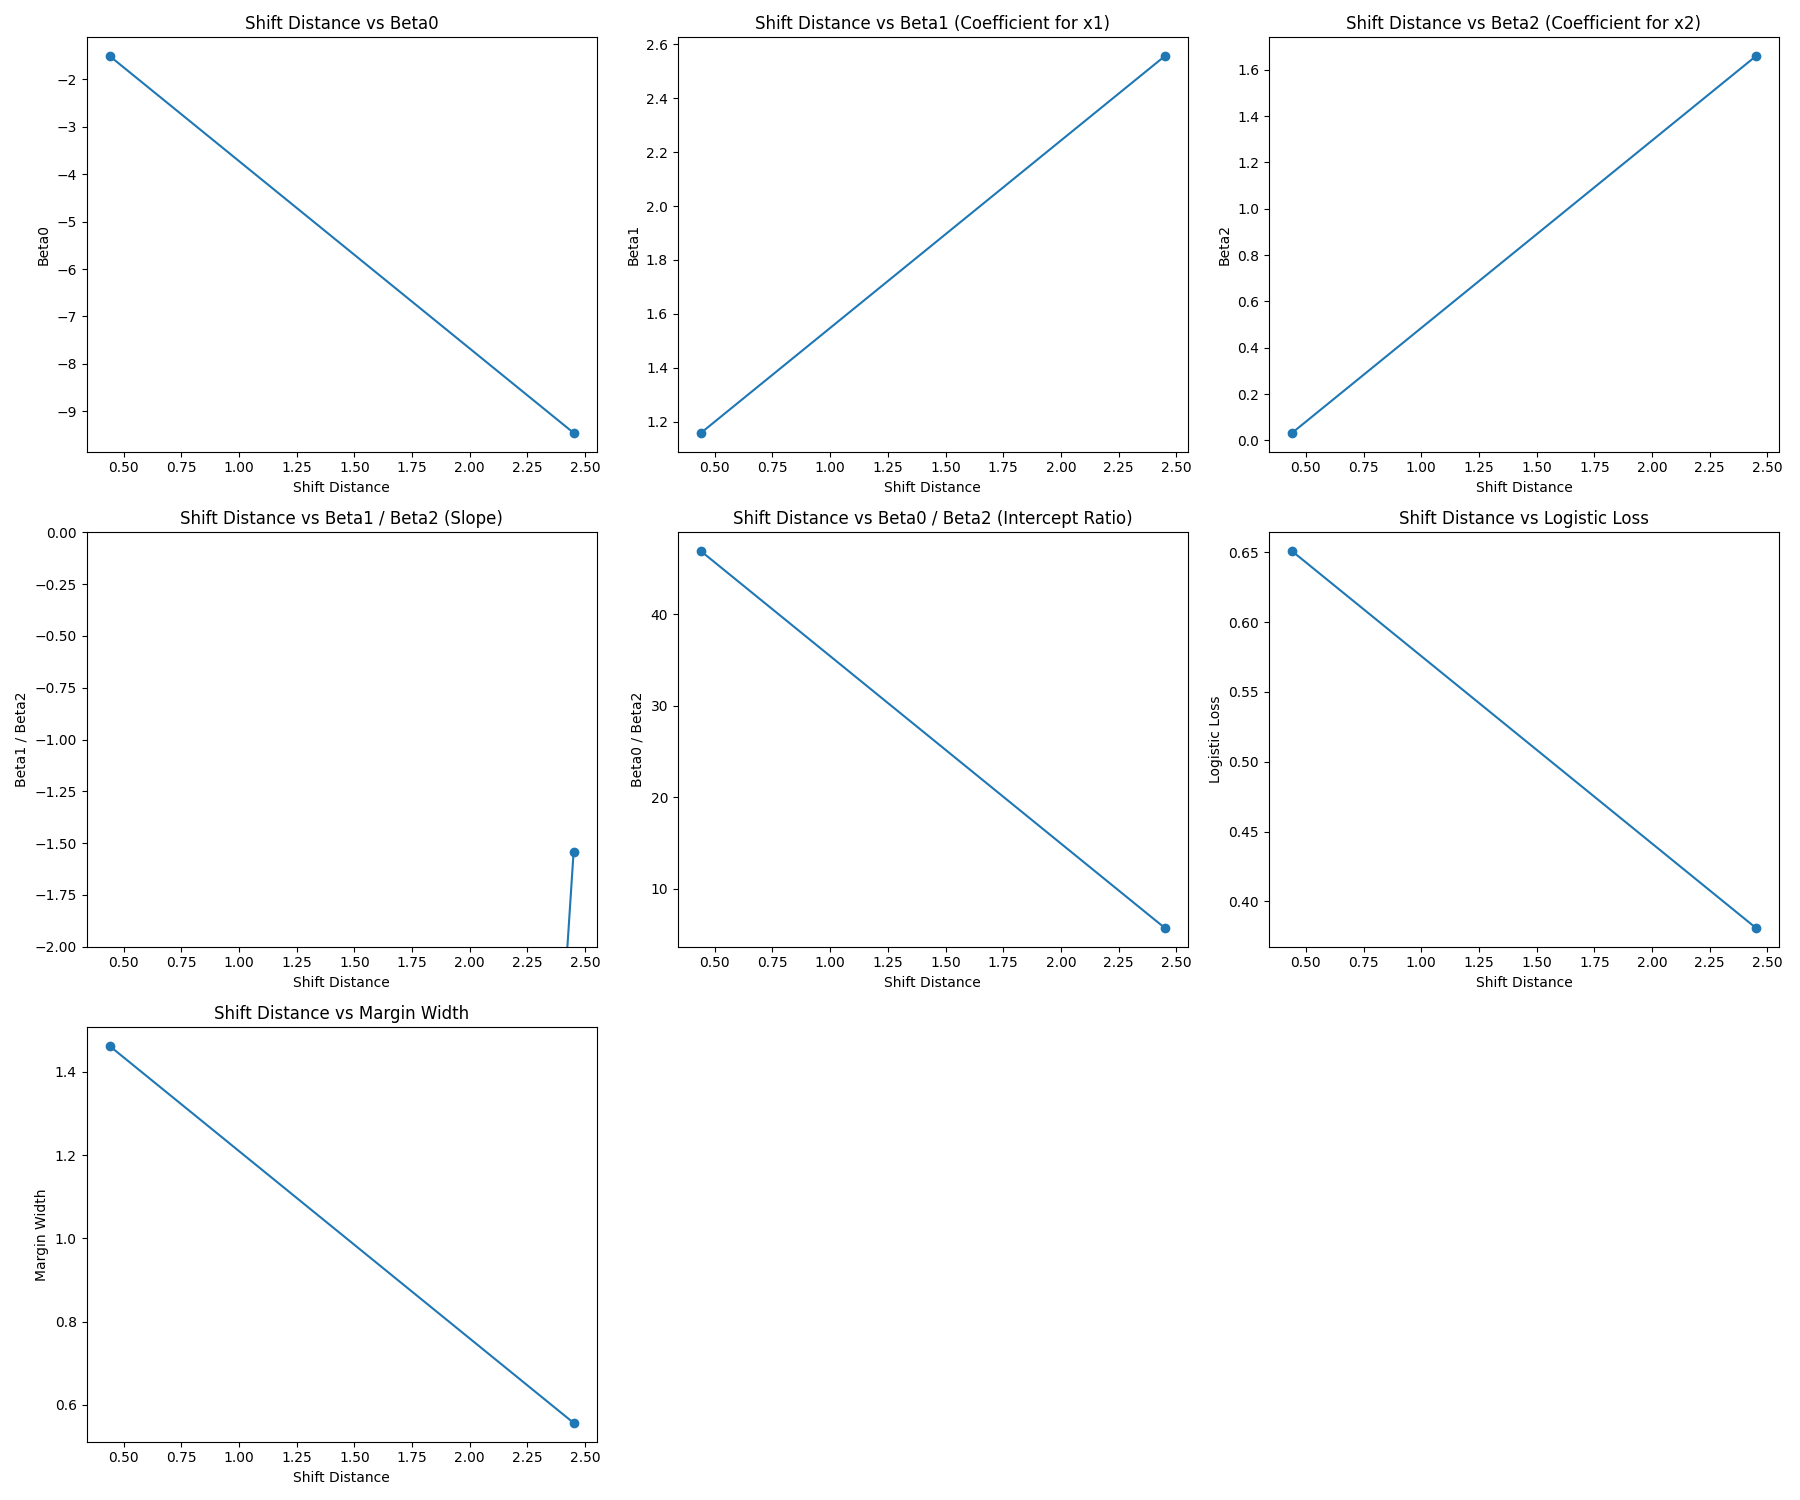 Shift Distance vs Beta0
Beta0
−2
−3
−4
−5
−6
−7
−8
−9
0.50 0.75 1.00 1.25 1.50 1.75 2.00 2.25 2.50
Shift Distance
Shift Distance vs Beta1 (Coefficient for x1)
Beta1
2.6
2.4
2.2
2.0
1.8
1.6
1.4
1.2
0.50 0.75 1.00 1.25 1.50 1.75 2.00 2.25 2.50
Shift Distance
Shift Distance vs Beta2 (Coefficient for x2)
Beta2
1.6
1.4
1.2
1.0
0.8
0.6
0.4
0.2
0.0
0.50 0.75 1.00 1.25 1.50 1.75 2.00 2.25 2.50
Shift Distance
Shift Distance vs Beta1 / Beta2 (Slope)
Beta1 / Beta2
0.00
−0.25
−0.50
−0.75
−1.00
−1.25
−1.50
−1.75
−2.00
0.50 0.75 1.00 1.25 1.50 1.75 2.00 2.25 2.50
Shift Distance
Shift Distance vs Beta0 / Beta2 (Intercept Ratio)
Beta0 / Beta2
40
30
20
10
0.50 0.75 1.00 1.25 1.50 1.75 2.00 2.25 2.50
Shift Distance
Shift Distance vs Logistic Loss
Logistic Loss
0.65
0.60
0.55
0.50
0.45
0.40
0.50 0.75 1.00 1.25 1.50 1.75 2.00 2.25 2.50
Shift Distance
Shift Distance vs Margin Width
Margin Width
1.4
1.2
1.0
0.8
0.6
0.50 0.75 1.00 1.25 1.50 1.75 2.00 2.25 2.50
Shift Distance